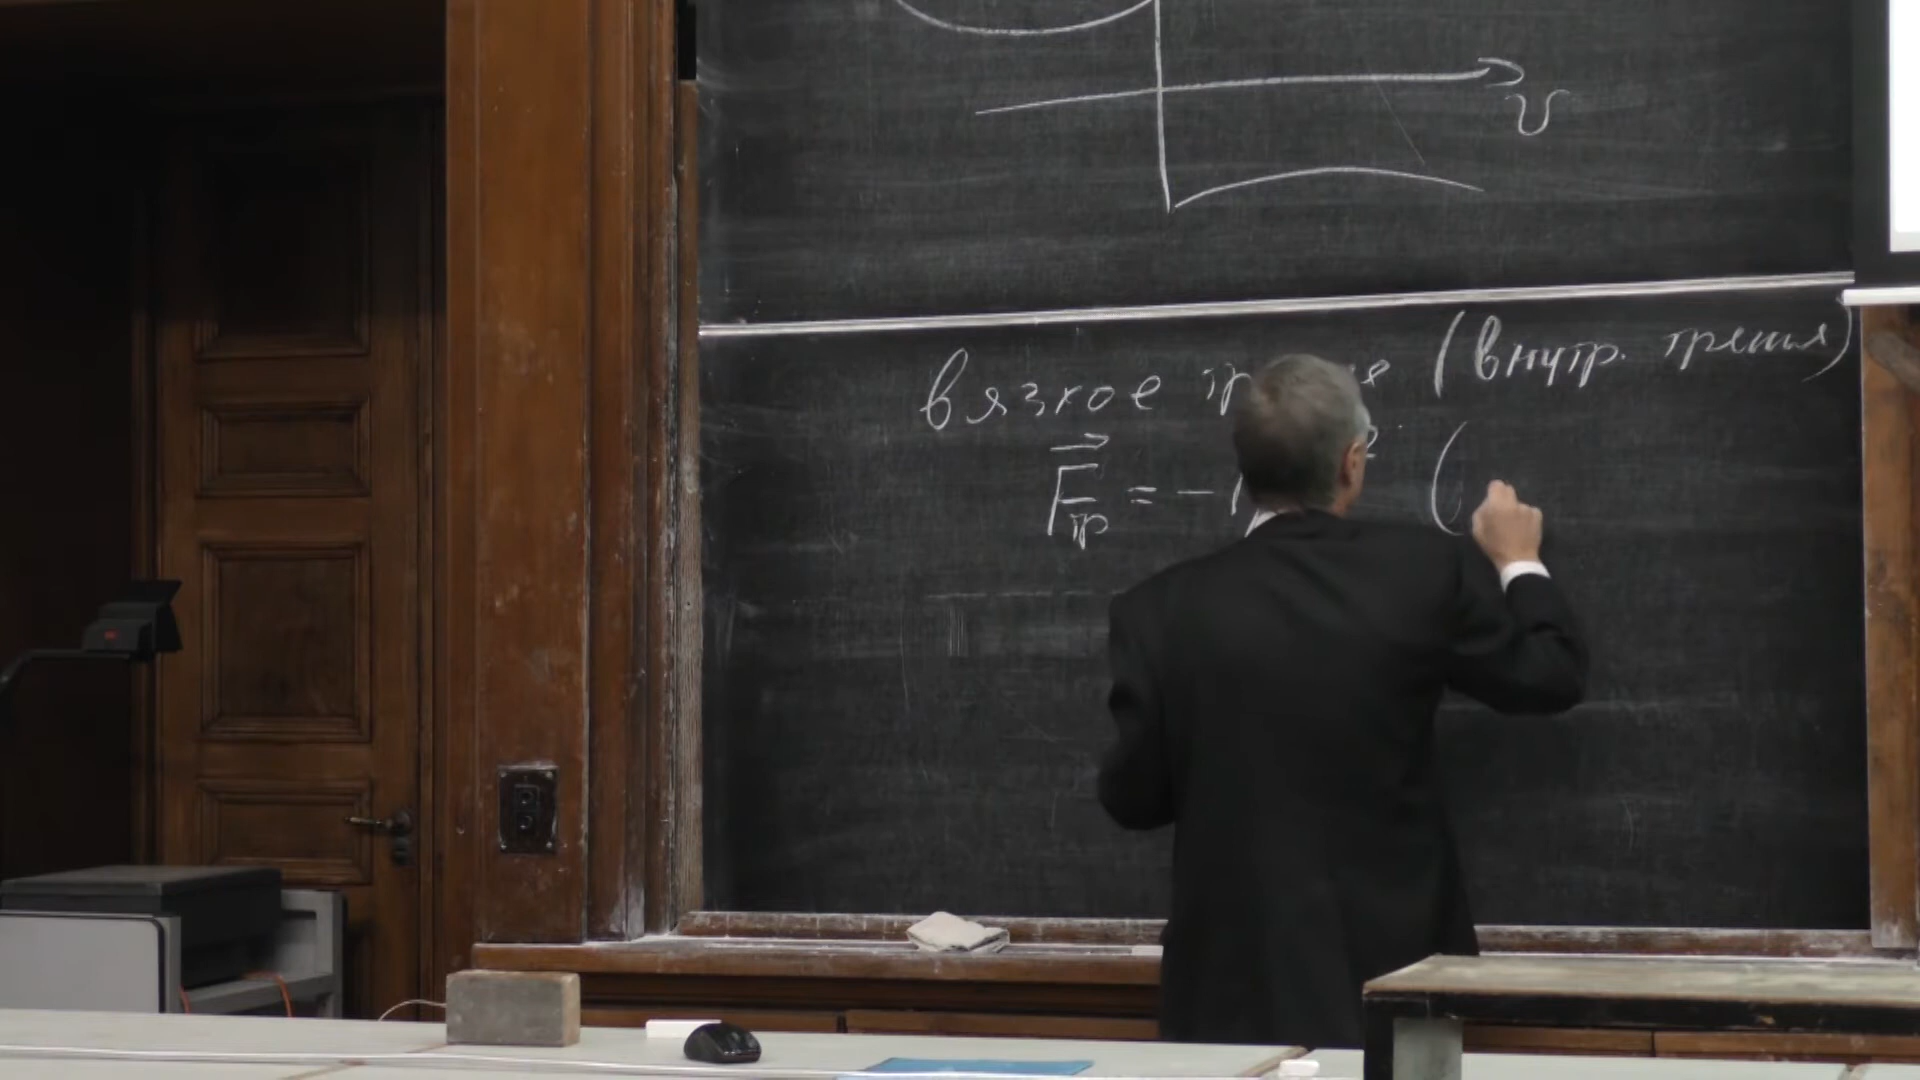 v
вязкое (внутр. трения)
F тр = - (